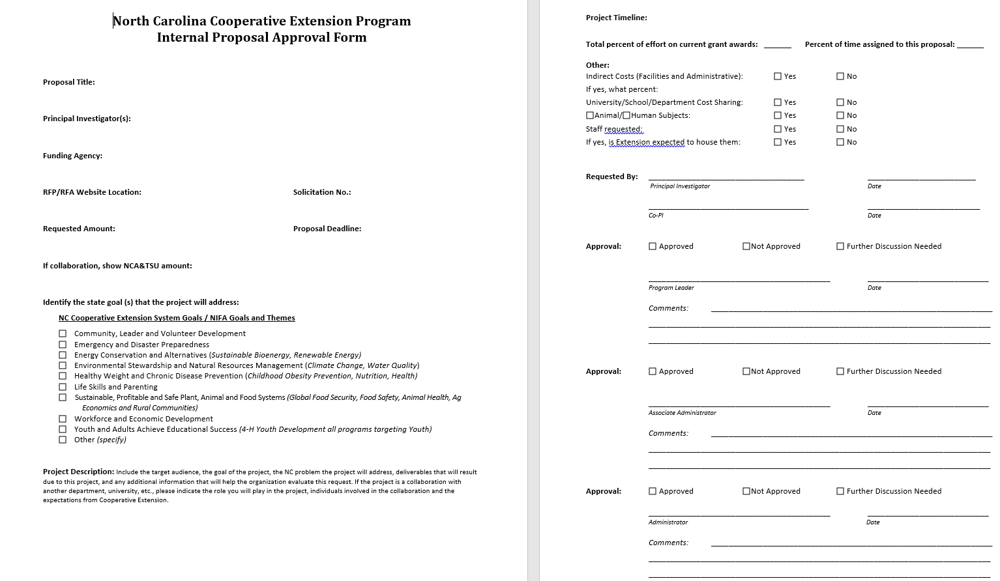 North Carolina Cooperative Extension Program
Internal Proposal Approval Form
Proposal Title:
Principal Investigator(s):
Funding Agency:
RFP/RFA Website Location: Solicitation No.:
Requested Amount: Proposal Deadline:
If collaboration, show NCA&TSU amount:
Identify the state goal (s) that the project will address:
NC Cooperative Extension System Goals / NIFA Goals and Themes
☐ Community, Leader and Volunteer Development
☐ Emergency and Disaster Preparedness
☐ Energy Conservation and Alternatives (Sustainable Bioenergy, Renewable Energy)
☐ Environmental Stewardship and Natural Resources Management (Climate Change, Water Quality)
☐ Healthy Weight and Chronic Disease Prevention (Childhood Obesity Prevention, Nutrition, Health)
☐ Life Skills and Parenting
☐ Sustainable, Profitable and Safe Plant, Animal and Food Systems (Global Food Security, Food Safety, Animal Health, Ag
Economics and Rural Communities)
☐ Workforce and Economic Development
☐ Youth and Adults Achieve Educational Success (4-H Youth Development all programs targeting Youth)
☐ Other (specify)
Project Description: Include the target audience, the goal of the project, the NC problem the project will address, deliverables that will result
due to this project, and any additional information that will help the organization evaluate this request. If the project is a collaboration with
another department, university, etc., please indicate the role you will play in the project, individuals involved in the collaboration and the
expectations from Cooperative Extension.
Project Timeline:
Total percent of effort on current grant awards: ______ Percent of time assigned to this proposal: ______
Other:
Indirect Costs (Facilities and Administrative): ☐ Yes ☐ No
If yes, what percent:
University/School/Department Cost Sharing: ☐ Yes ☐ No
☐Animal/☐Human Subjects: ☐ Yes ☐ No
Staff requested: ☐ Yes ☐ No
If yes, is Extension expected to house them: ☐ Yes ☐ No
Requested By:
Principal Investigator Date
Co-PI Date
Approval: ☐ Approved ☐Not Approved ☐ Further Discussion Needed
Program Leader Date
Comments:
Approval: ☐ Approved ☐Not Approved ☐ Further Discussion Needed
Associate Administrator Date
Comments:
Approval: ☐ Approved ☐Not Approved ☐ Further Discussion Needed
Administrator Date
Comments: